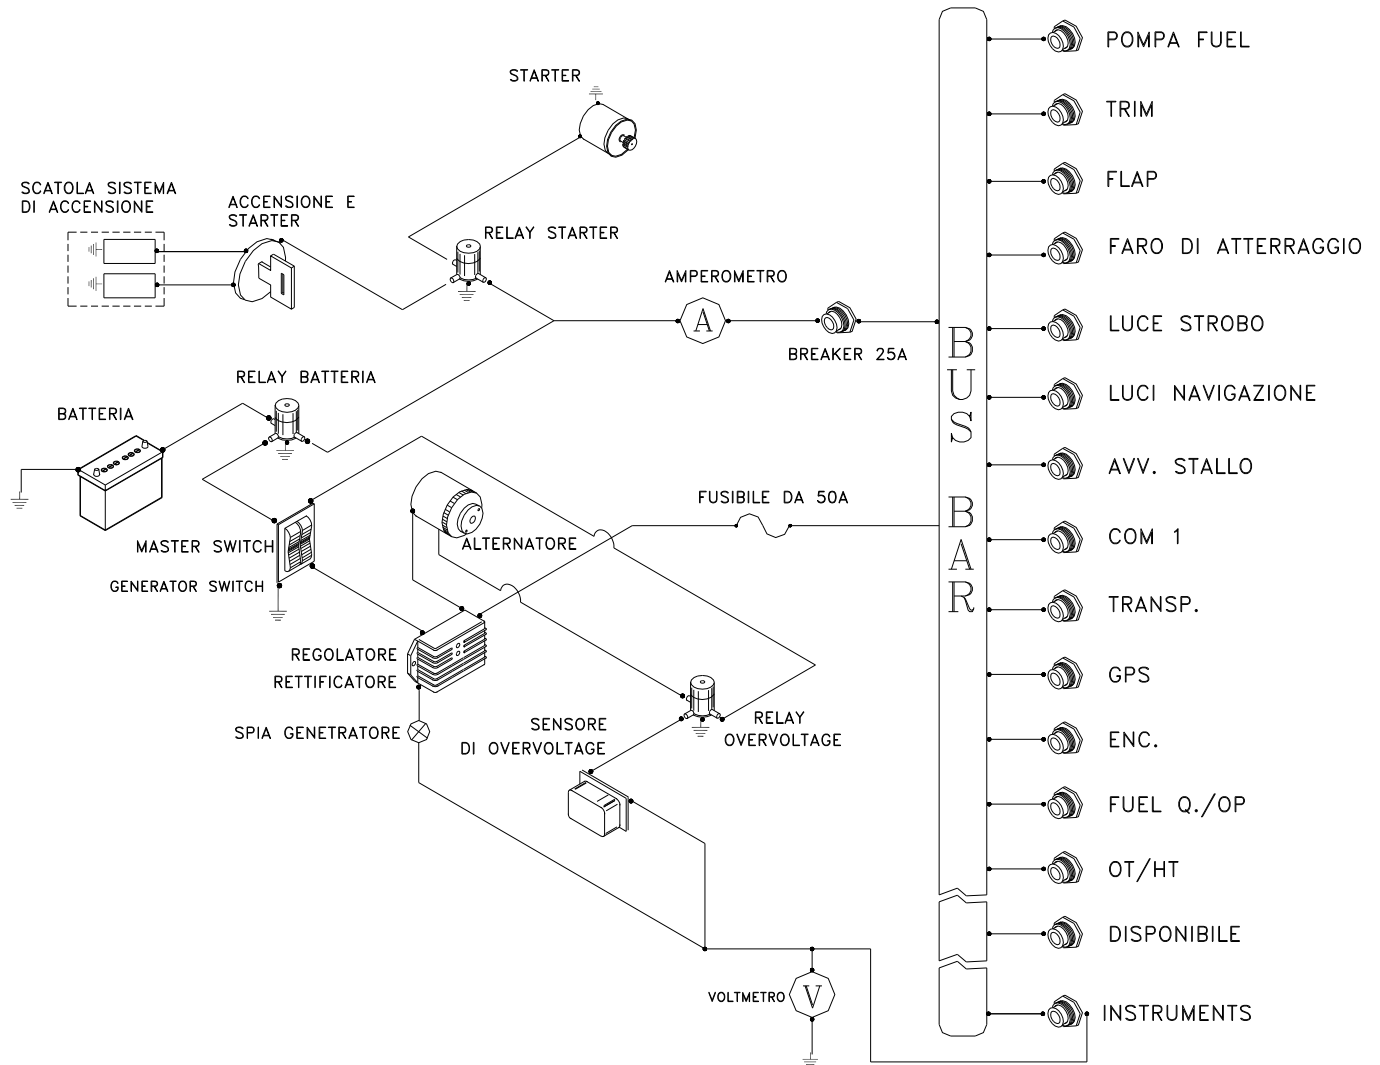 STARTER
SCATOLA SISTEMA
DI ACCENSIONE
ACCENSIONE E
STARTER
RELAY STARTER
AMPEROMETRO
A
BREAKER 25A
RELAY BATTERIA
BATTERIA
MASTER SWITCH
GENERATOR SWITCH
ALTERNATORE
FUSIBILE DA 50A
REGOLATORE
RETTIFICATORE
SPIA GENETRATORE
SENSORE
DI OVERVOLTAGE
RELAY
OVERVOLTAGE
VOLTMETRO
V
BUS BAR
POMPA FUEL
TRIM
FLAP
FARO DI ATTERRAGGIO
LUCE STROBO
LUCI NAVIGAZIONE
AVV. STALLO
COM 1
TRANSP.
GPS
ENC.
FUEL Q./OP
OT/HT
DISPONIBILE
INSTRUMENTS